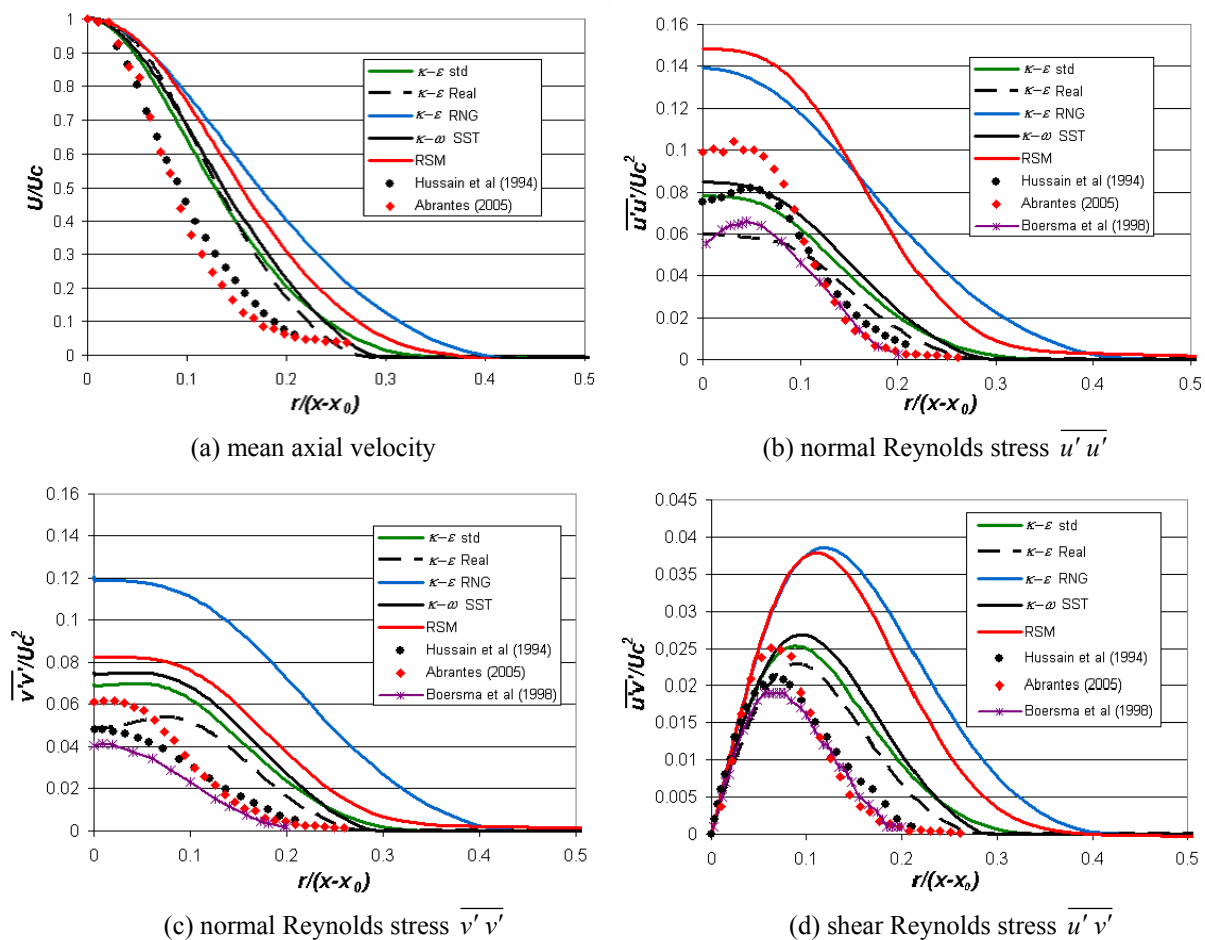 1
0.9
0.8
0.7
0.6
0.5
0.4
0.3
0.2
0.1
0
U/Uc
0 0.1 0.2 0.3 0.4 0.5
r/(x-x₀)
κ−ε std
κ−ε Real
κ−ε RNG
κ−ω SST
RSM
Hussain et al (1994)
Abrantes (2005)
(a) mean axial velocity
0.16
0.14
0.12
0.1
0.08
0.06
0.04
0.02
0
u'u'/Uc²
0 0.1 0.2 0.3 0.4 0.5
r/(x-x₀)
κ−ε std
κ−ε Real
κ−ε RNG
κ−ω SST
RSM
Hussain et al (1994)
Abrantes (2005)
Boersma et al (1998)
(b) normal Reynolds stress u' u'
0.16
0.14
0.12
0.10
0.08
0.06
0.04
0.02
0
v'v'/Uc²
0 0.1 0.2 0.3 0.4 0.5
r/(x-x₀)
κ−ε std
κ−ε Real
κ−ε RNG
κ−ω SST
RSM
Hussain et al (1994)
Abrantes (2005)
Boersma et al (1998)
(c) normal Reynolds stress v' v'
0.045
0.04
0.035
0.03
0.025
0.02
0.015
0.01
0.005
0
u'v'/Uc²
0 0.1 0.2 0.3 0.4 0.5
r/(x-x₀)
κ−ε std
κ−ε Real
κ−ε RNG
κ−ω SST
RSM
Hussain et al (1994)
Abrantes (2005)
Boersma et al (1998)
(d) shear Reynolds stress u' v'